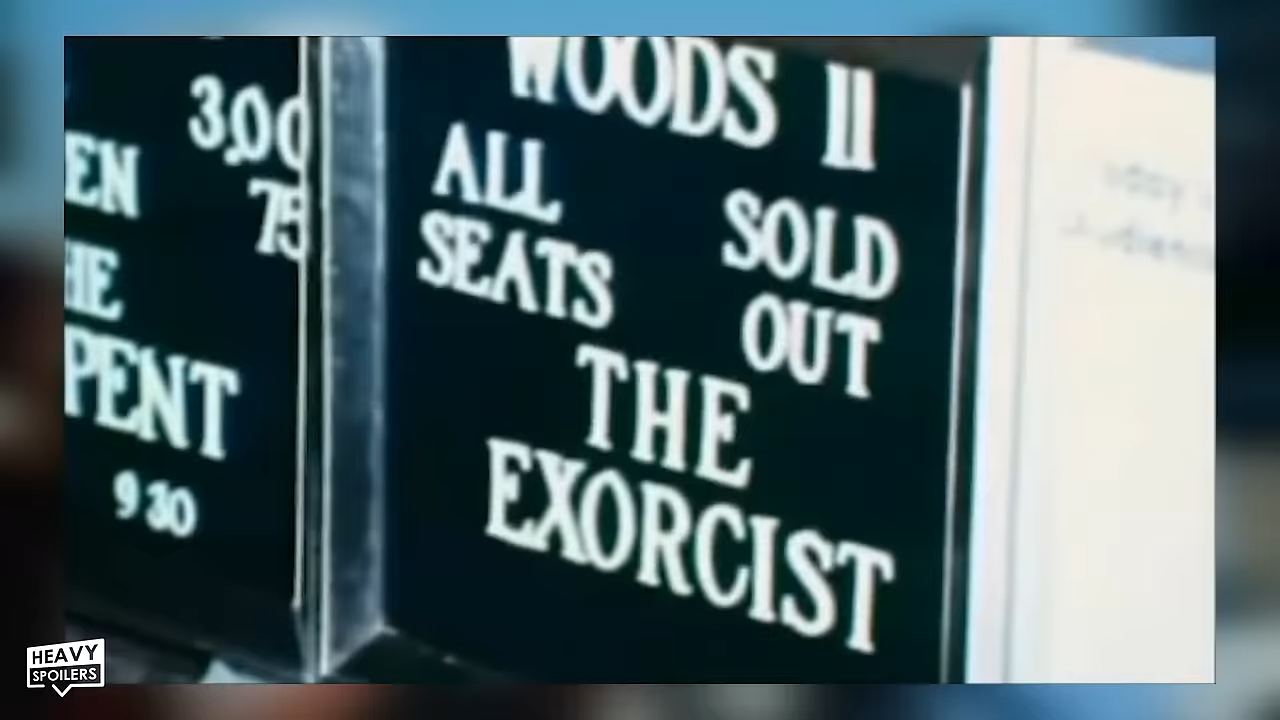 3,00
EN
75
HE
PENT
9 30
WOODS II
ALL
SEATS
SOLD
OUT
THE
EXORCIST
HEAVY
SPOILERS